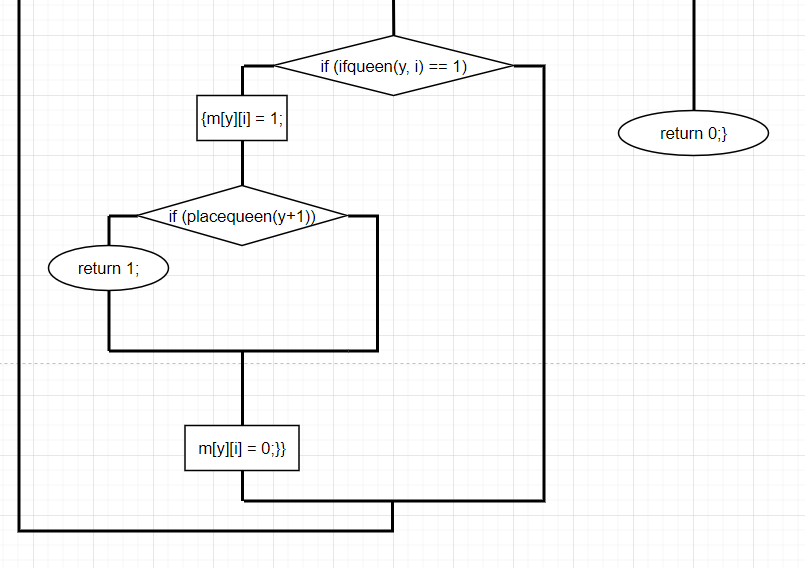 if (ifqueen(y, i) == 1)
{m[y][i] = 1;
return 0;}
if (placequeen(y+1))
return 1;
m[y][i] = 0;}}